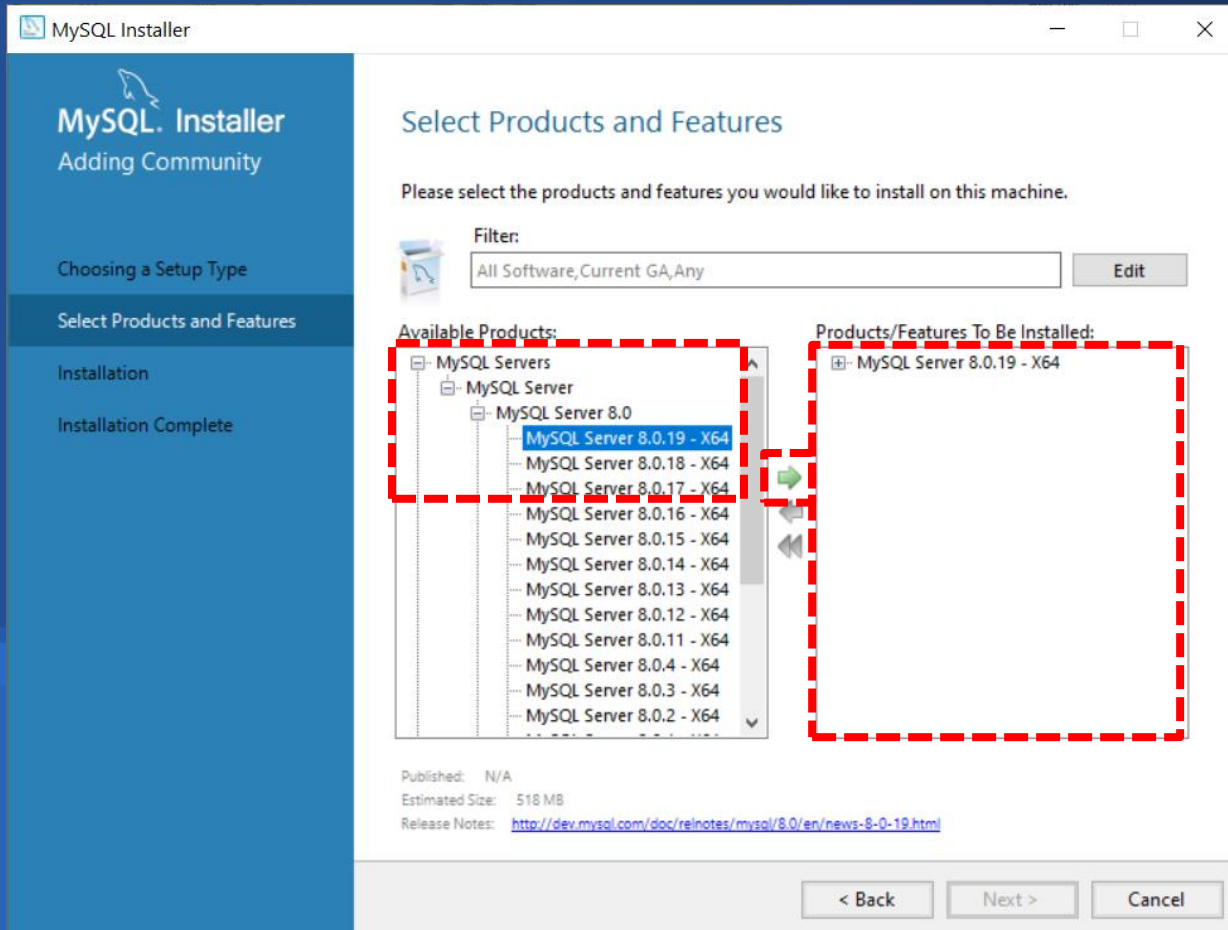 MySQL Installer
MySQL. Installer
Adding Community
Choosing a Setup Type
Select Products and Features
Installation
Installation Complete
Select Products and Features
Please select the products and features you would like to install on this machine.
Filter:
All Software,Current GA,Any
Edit
Available Products:
MySQL Servers
MySQL Server
MySQL Server 8.0
MySQL Server 8.0.19 - X64
MySQL Server 8.0.18 - X64
MySQL Server 8.0.17 - X64
MySQL Server 8.0.16 - X64
MySQL Server 8.0.15 - X64
MySQL Server 8.0.14 - X64
MySQL Server 8.0.13 - X64
MySQL Server 8.0.12 - X64
MySQL Server 8.0.11 - X64
MySQL Server 8.0.4 - X64
MySQL Server 8.0.3 - X64
MySQL Server 8.0.2 - X64
Products/Features To Be Installed:
MySQL Server 8.0.19 - X64
Published: N/A
Estimated Size: 518 MB
Release Notes: http://dev.mysql.com/doc/relnotes/mysql/8.0/en/news-8-0-19.html
< Back
Next >
Cancel